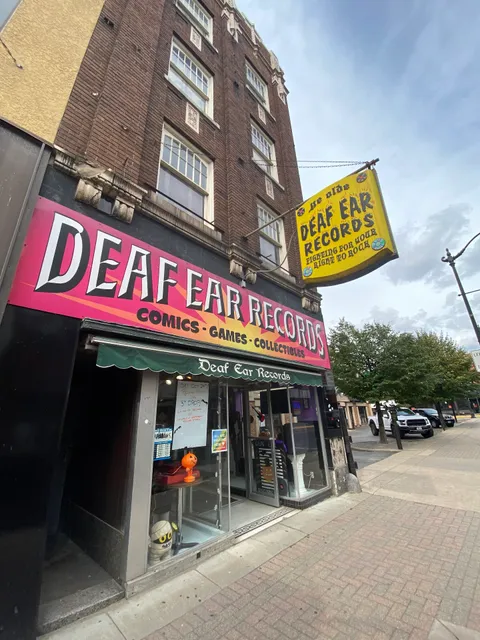 DEAF EAR RECORDS
COMICS - GAMES - COLLECTIBLES
Deaf Ear Records
ye olde
DEAF EAR
RECORDS
FIGHTING FOR YOUR
RIGHT TO ROCK